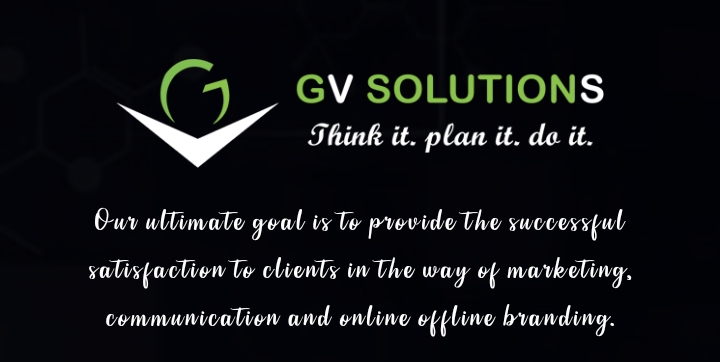 GV SOLUTIONS
Think it. plan it. do it.
Our ultimate goal is to provide the successful
satisfaction to clients in the way of marketing,
communication and online offline branding.